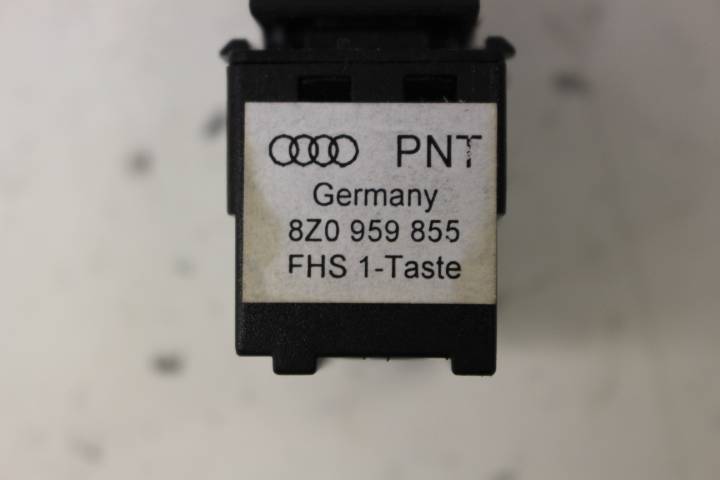 PNT
Germany
8Z0 959 855
FHS 1-Taste